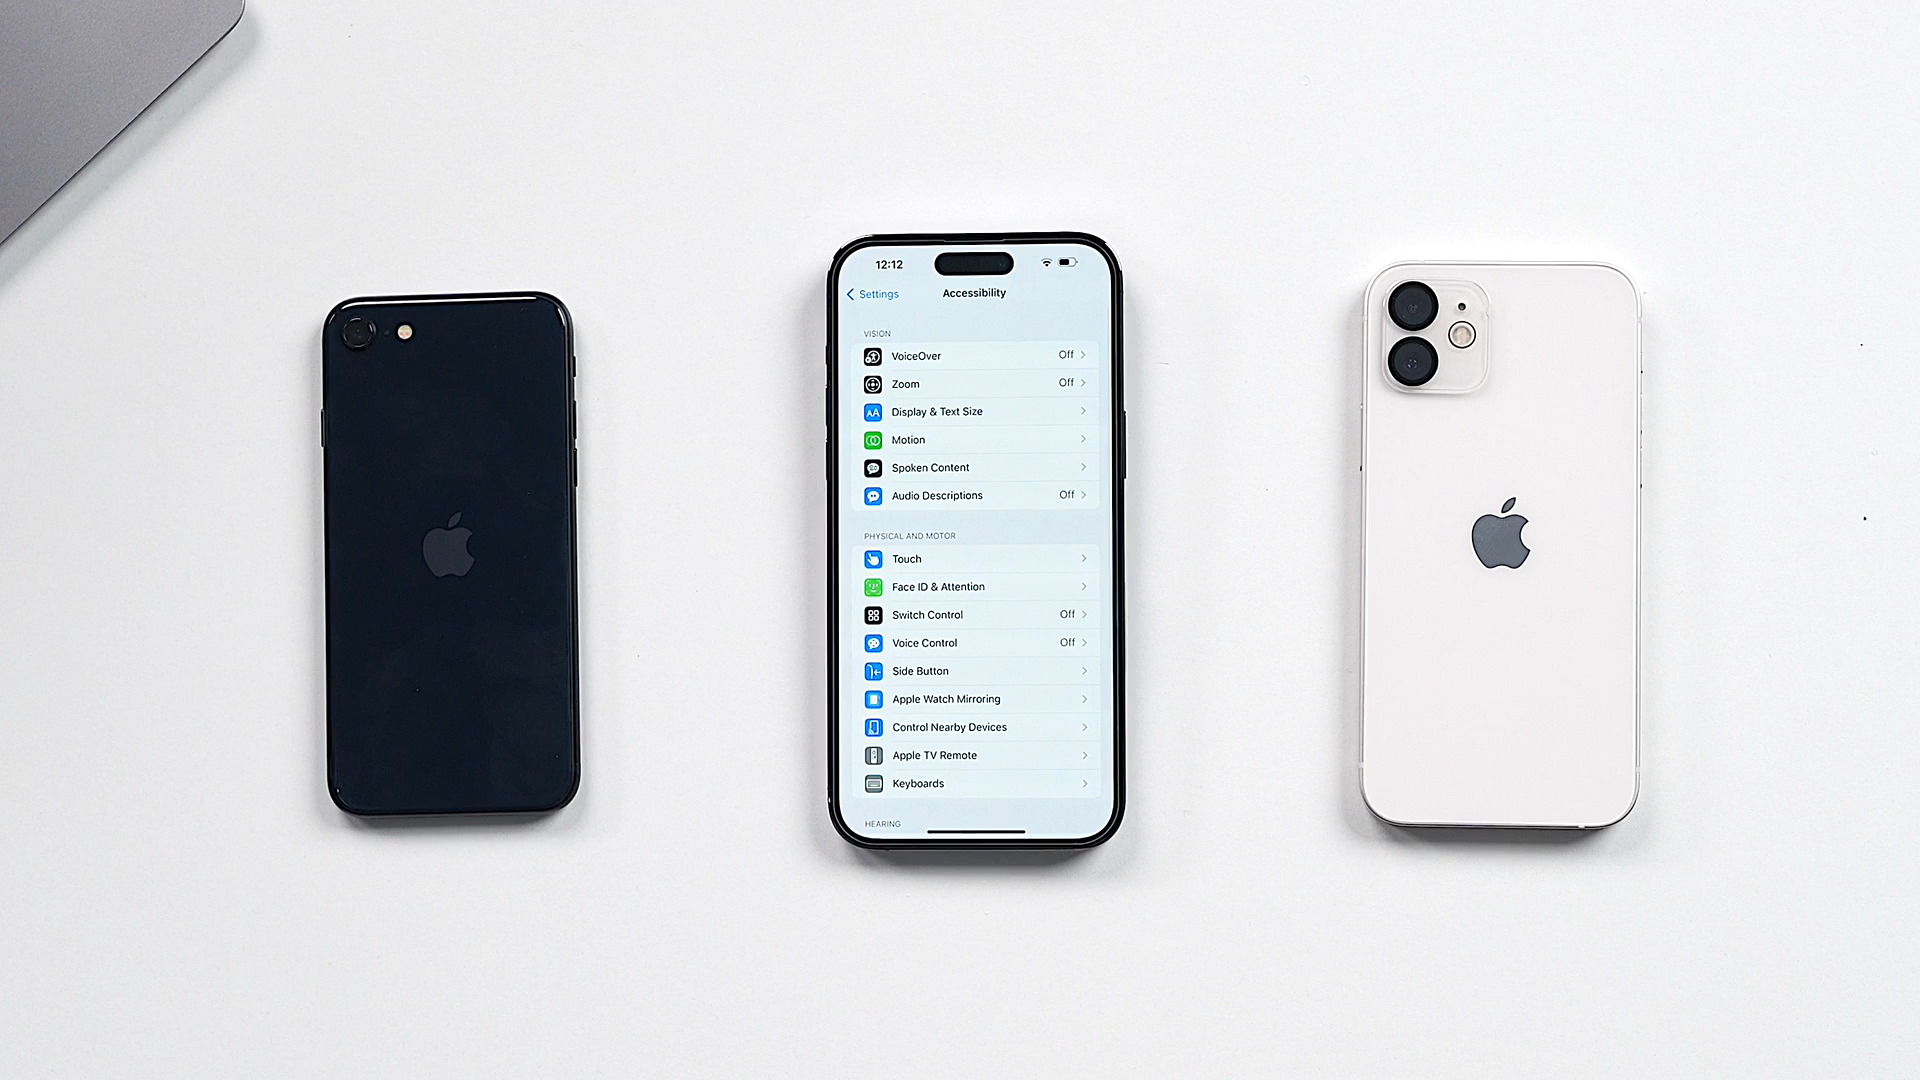 12:12
Settings
Accessibility
VISION
VoiceOver Off
Zoom Off
Display & Text Size
Motion
Spoken Content
Audio Descriptions Off
PHYSICAL AND MOTOR
Touch
Face ID & Attention
Switch Control Off
Voice Control Off
Side Button
Apple Watch Mirroring
Control Nearby Devices
Apple TV Remote
Keyboards
HEARING